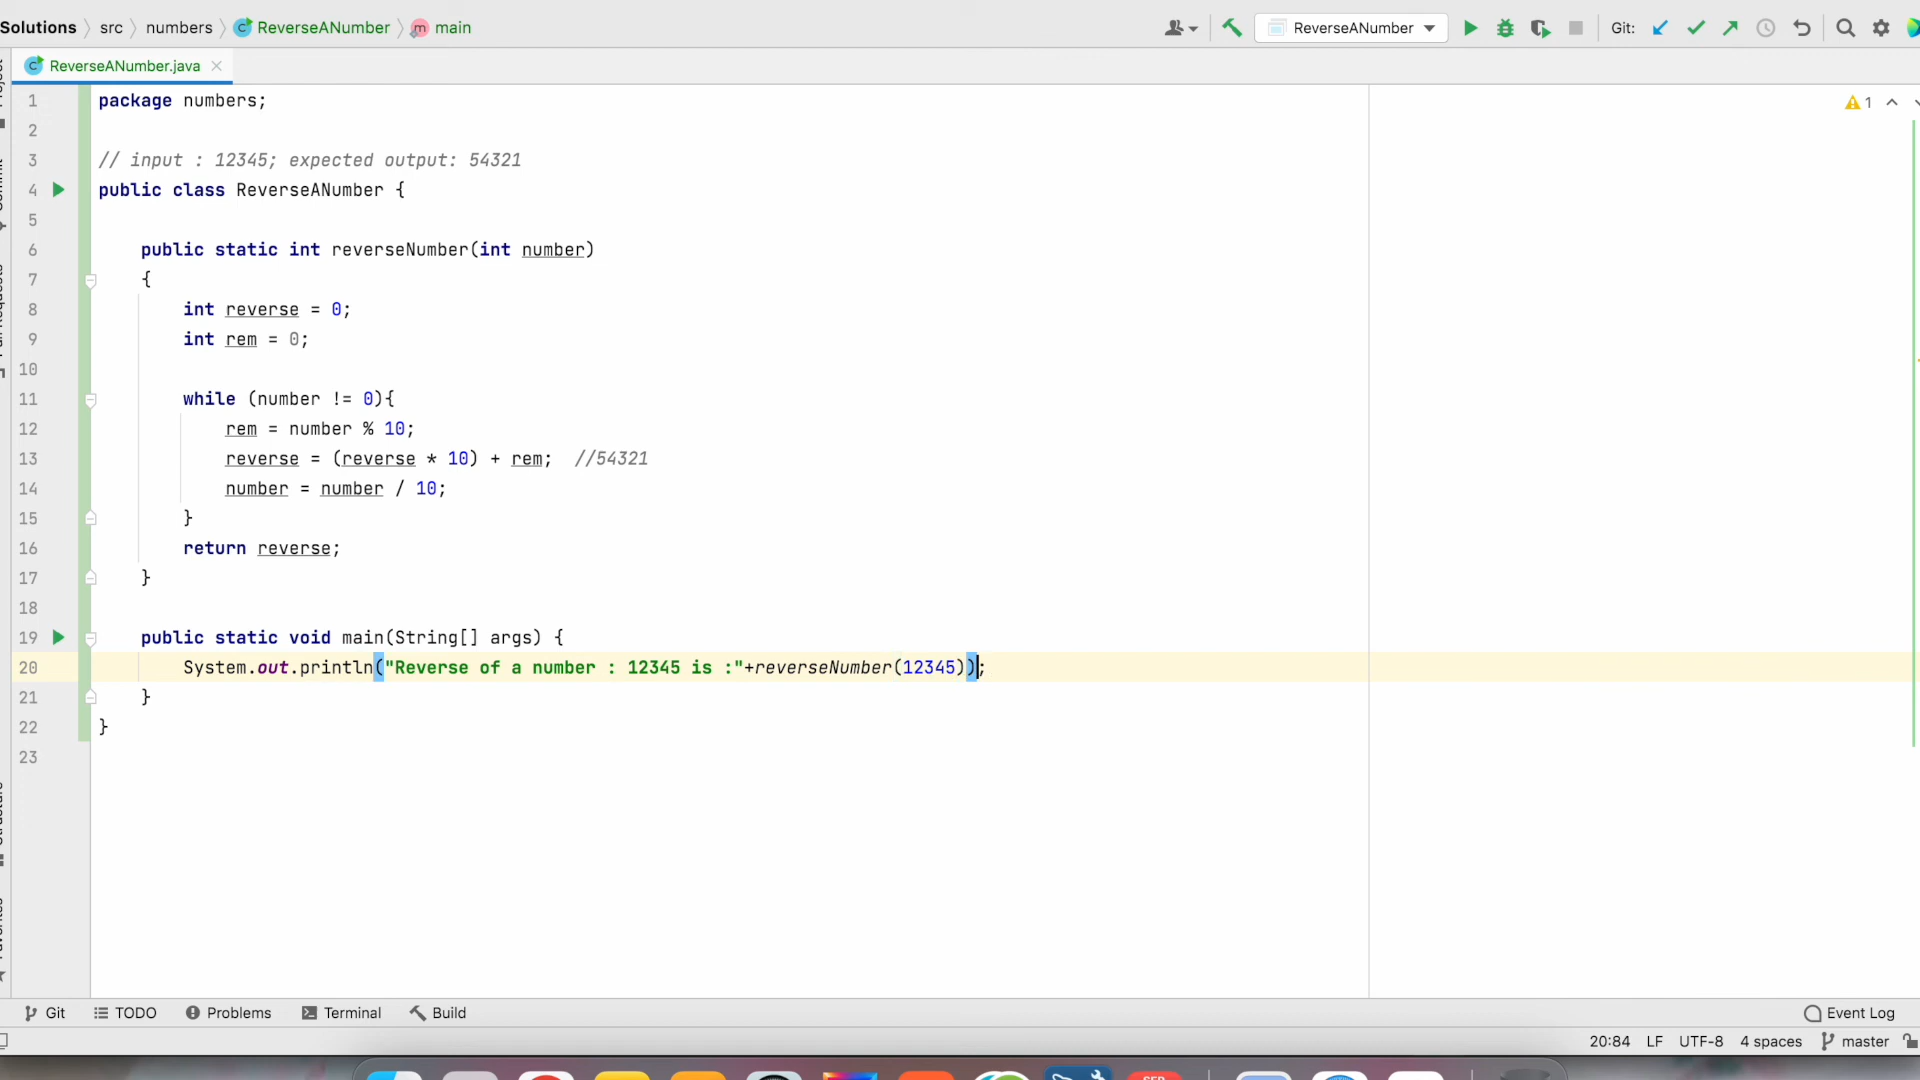 Solutions src numbers ReverseANumber main ReverseANumber Git:
ReverseANumber.java
1 package numbers; 1
2
3 // input : 12345; expected output: 54321
4 public class ReverseANumber {
5
6 public static int reverseNumber(int number)
7 {
8 int reverse = 0;
9 int rem = 0;
10
11 while (number != 0){
12 rem = number % 10;
13 reverse = (reverse * 10) + rem; //54321
14 number = number / 10;
15 }
16 return reverse;
17 }
18
19 public static void main(String[] args) {
20 System.out.println("Reverse of a number : 12345 is :"+reverseNumber(12345));
21 }
22 }
23
Git TODO Problems Terminal Build Event Log
20:84 LF UTF-8 4 spaces master